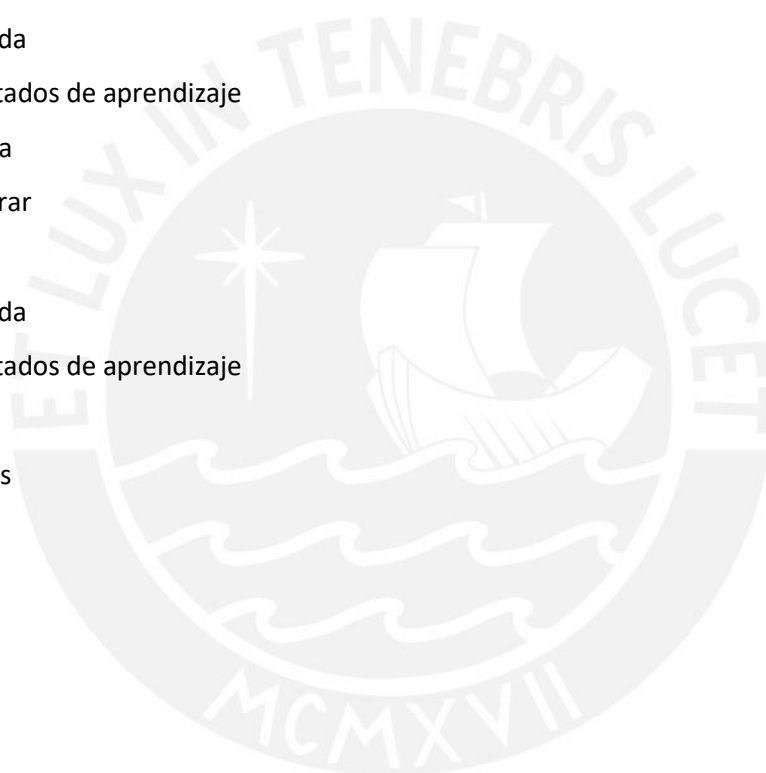 da
tados de aprendizaje
a
rar
da
tados de aprendizaje
s
ET LUX IN TENEBRIS LUCET
MCMXVII